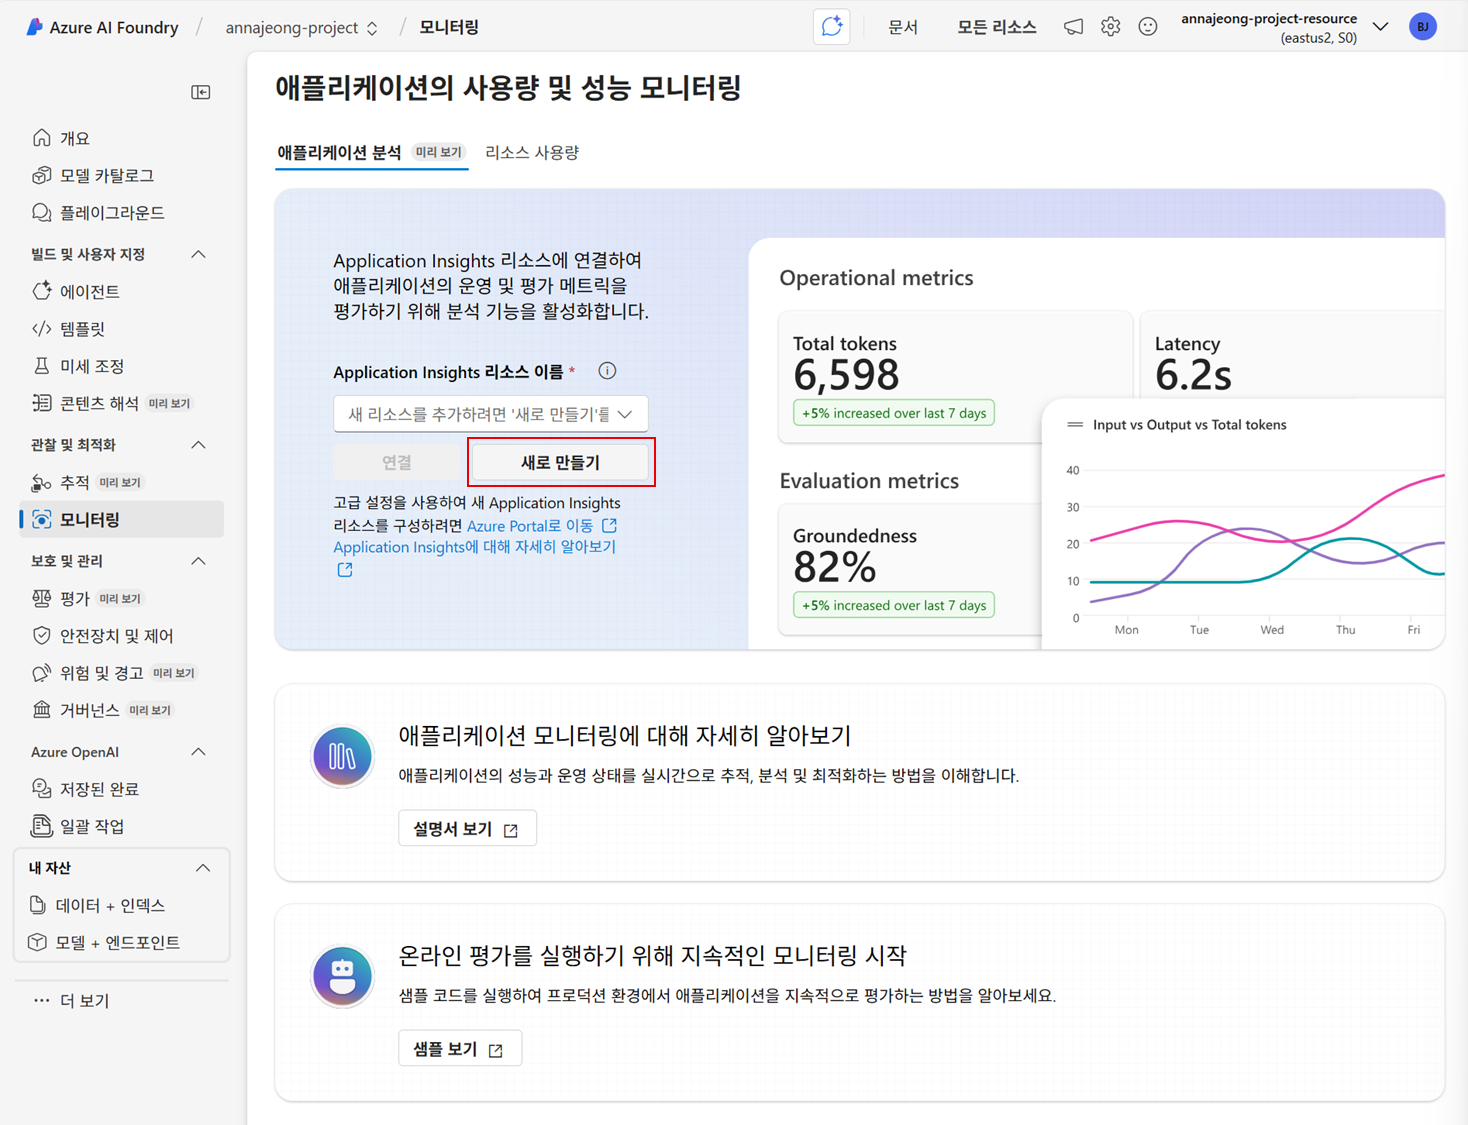 Azure AI Foundry / annajeong-project / 모니터링
문서
모든 리소스
annajeong-project-resource
(eastus2, S0)
BJ
개요
모델 카탈로그
플레이그라운드
빌드 및 사용자 지정
에이전트
템플릿
미세 조정
콘텐츠 해석 미리 보기
관찰 및 최적화
추적 미리 보기
모니터링
보호 및 관리
평가 미리 보기
안전장치 및 제어
위험 및 경고 미리 보기
거버넌스 미리 보기
Azure OpenAI
저장된 완료
일괄 작업
내 자산
데이터 + 인덱스
모델 + 엔드포인트
더 보기
애플리케이션의 사용량 및 성능 모니터링
애플리케이션 분석 미리 보기
리소스 사용량
Application Insights 리소스에 연결하여
애플리케이션의 운영 및 평가 메트릭을
평가하기 위해 분석 기능을 활성화합니다.
Application Insights 리소스 이름 *
새 리소스를 추가하려면 '새로 만들기'를
연결
새로 만들기
고급 설정을 사용하여 새 Application Insights
리소스를 구성하려면 Azure Portal로 이동
Application Insights에 대해 자세히 알아보기
Operational metrics
Total tokens
6,598
+5% increased over last 7 days
Latency
6.2s
Evaluation metrics
Groundedness
82%
+5% increased over last 7 days
Input vs Output vs Total tokens
40
30
20
10
0
Mon Tue Wed Thu Fri
애플리케이션 모니터링에 대해 자세히 알아보기
애플리케이션의 성능과 운영 상태를 실시간으로 추적, 분석 및 최적화하는 방법을 이해합니다.
설명서 보기
온라인 평가를 실행하기 위해 지속적인 모니터링 시작
샘플 코드를 실행하여 프로덕션 환경에서 애플리케이션을 지속적으로 평가하는 방법을 알아보세요.
샘플 보기